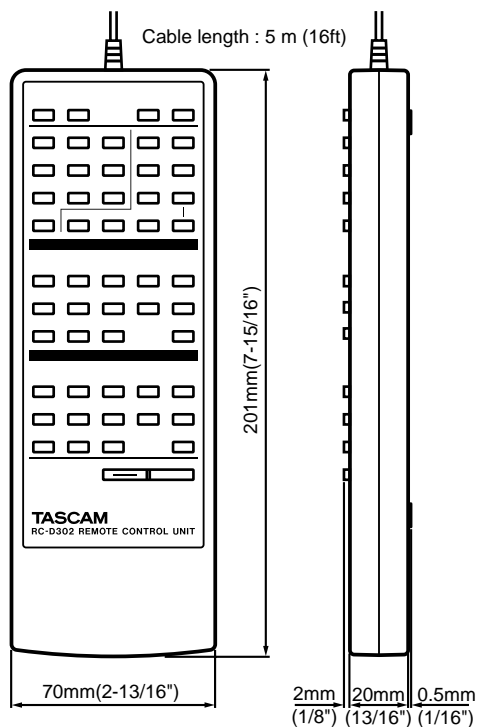 Cable length : 5 m (16ft)
201mm(7-15/16")
TASCAM
RC-D302 REMOTE CONTROL UNIT
70mm(2-13/16")
2mm
(1/8")
20mm
(13/16")
0.5mm
(1/16")